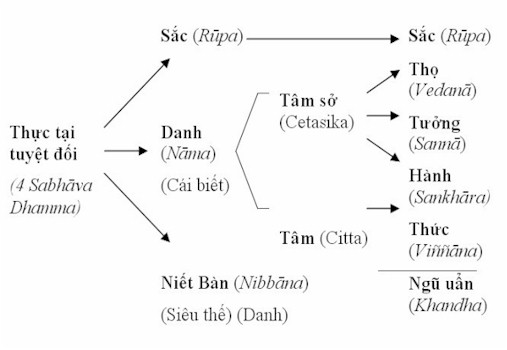 Sắc (Rūpa)
Sắc (Rūpa)
Thực tại
tuyệt đối
(4 Sabhāva
Dhamma)
Danh
(Nāma)
(Cái biết)
Tâm sở
(Cetasika)
Thọ
(Vedanā)
Tưởng
(Sannā)
Hành
(Sankhāra)
Tâm (Citta)
Thức
(Viññāna)
Niết Bàn (Nibbāna)
(Siêu thế) (Danh)
Ngũ uẩn
(Khandha)